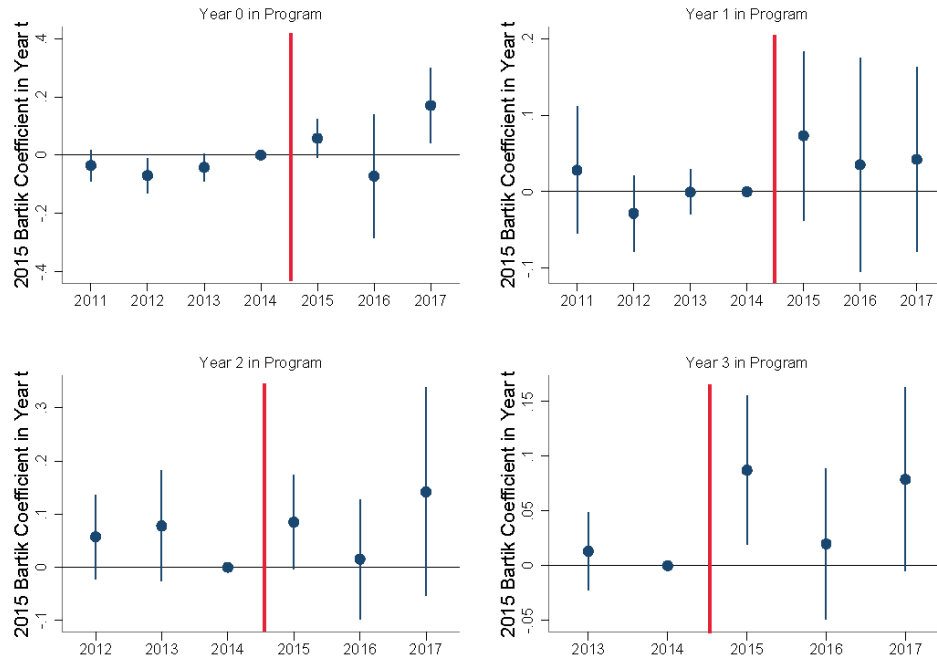 Year 0 in Program
2015 Bartik Coefficient in Year t
.4
.2
0
-.2
-.4
2011 2012 2013 2014 2015 2016 2017
Year 1 in Program
2015 Bartik Coefficient in Year t
.2
.1
0
-.1
2011 2012 2013 2014 2015 2016 2017
Year 2 in Program
2015 Bartik Coefficient in Year t
.3
.2
.1
0
-.1
2012 2013 2014 2015 2016 2017
Year 3 in Program
2015 Bartik Coefficient in Year t
.15
.1
.05
0
-.05
2013 2014 2015 2016 2017